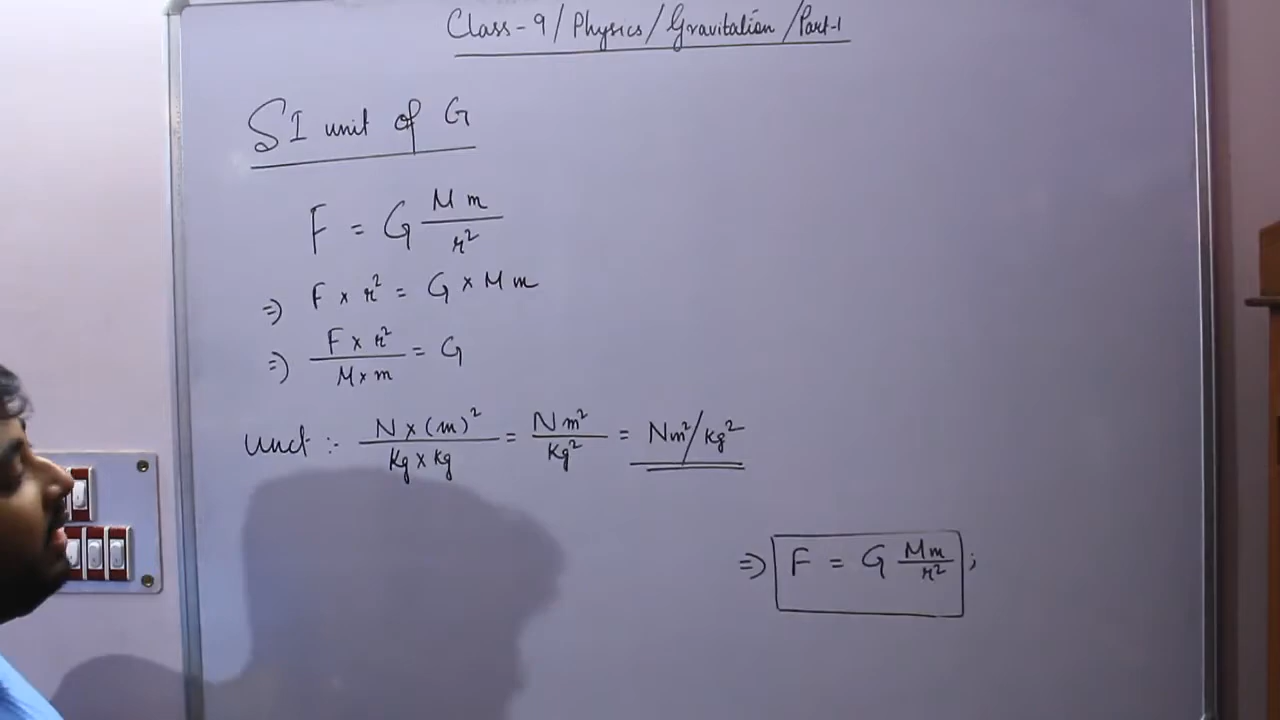 Class-9/Physics/Gravitation/Part-1
SI unit of G
F = G Mm/r²
⇒ F × r² = G × Mm
⇒ F × r² / M × m = G
Unit :- N × (m)² / Kg × Kg = Nm² / Kg² = Nm²/Kg²
⇒ F = G Mm/r² ;